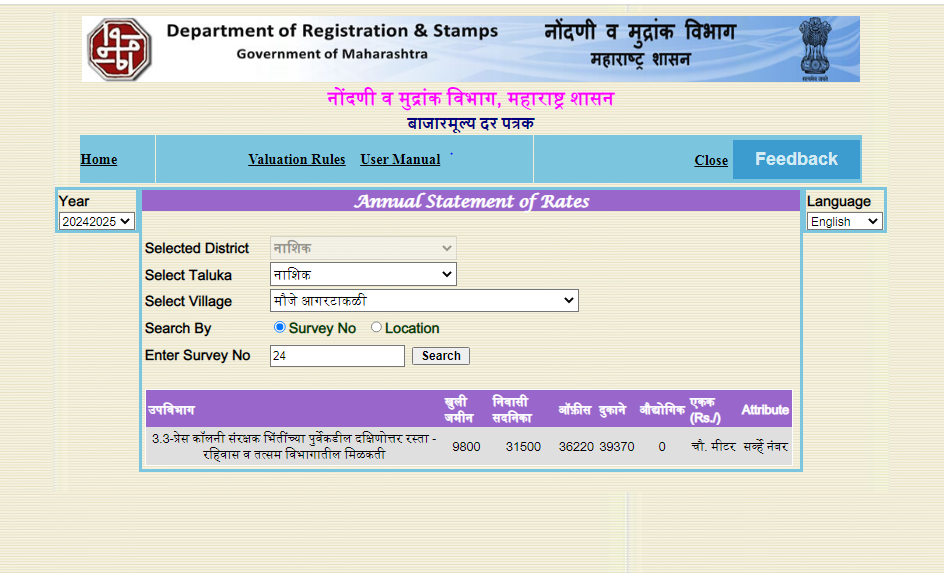 Department of Registration & Stamps
Government of Maharashtra
नोंदणी व मुद्रांक विभाग
महाराष्ट्र शासन
नोंदणी व मुद्रांक विभाग, महाराष्ट्र शासन
बाजारमूल्य दर पत्रक
Home Valuation Rules User Manual Close Feedback
Year Annual Statement of Rates Language
20242025 English
Selected District नाशिक
Select Taluka नाशिक
Select Village मौजे आगरटाकळी
Search By Survey No Location
Enter Survey No 24 Search
उपविभाग खुली जमीन निवासी सदनिका ऑफ़ीस दुकाने औद्योगिक एकक (Rs./) Attribute
3.3-प्रेस कॉलनी संरक्षक भिंतींच्या पुर्वेकडील दक्षिणोत्तर रस्ता -
रहिवास व तत्सम विभागातील मिळकती
9800 31500 36220 39370 0 चौ. मीटर सर्व्हे नंबर